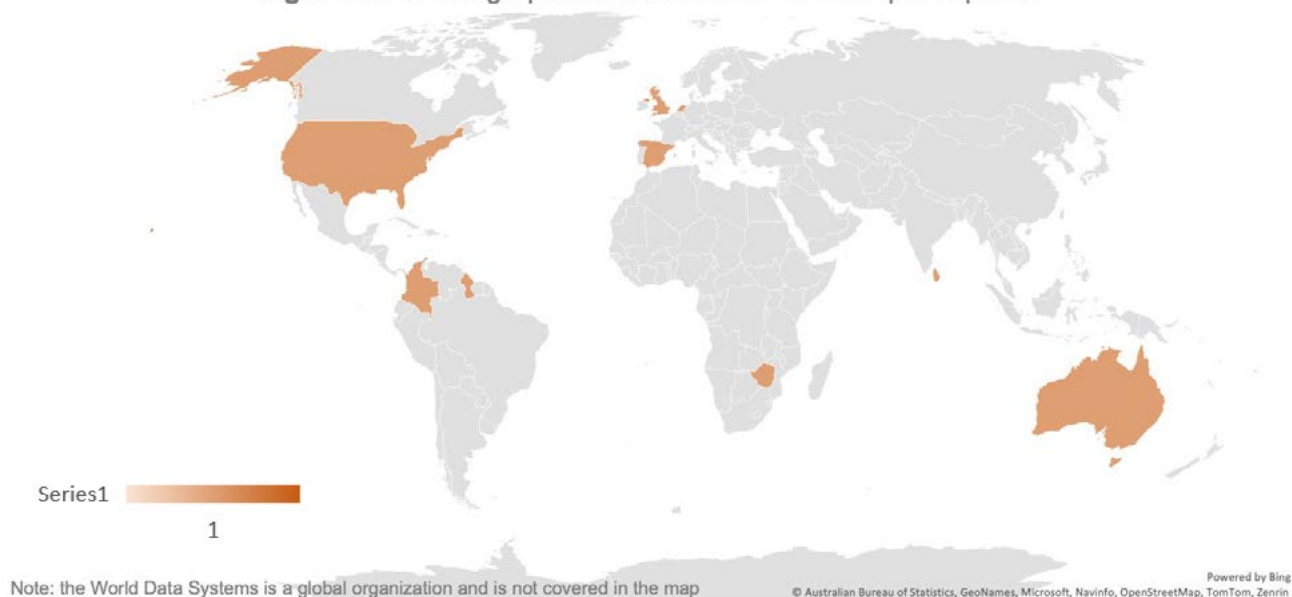 Series1
1
Note: the World Data Systems is a global organization and is not covered in the map
Powered by Bing
© Australian Bureau of Statistics, GeoNames, Microsoft, Navinfo, OpenStreetMap, TomTom, Zenrin